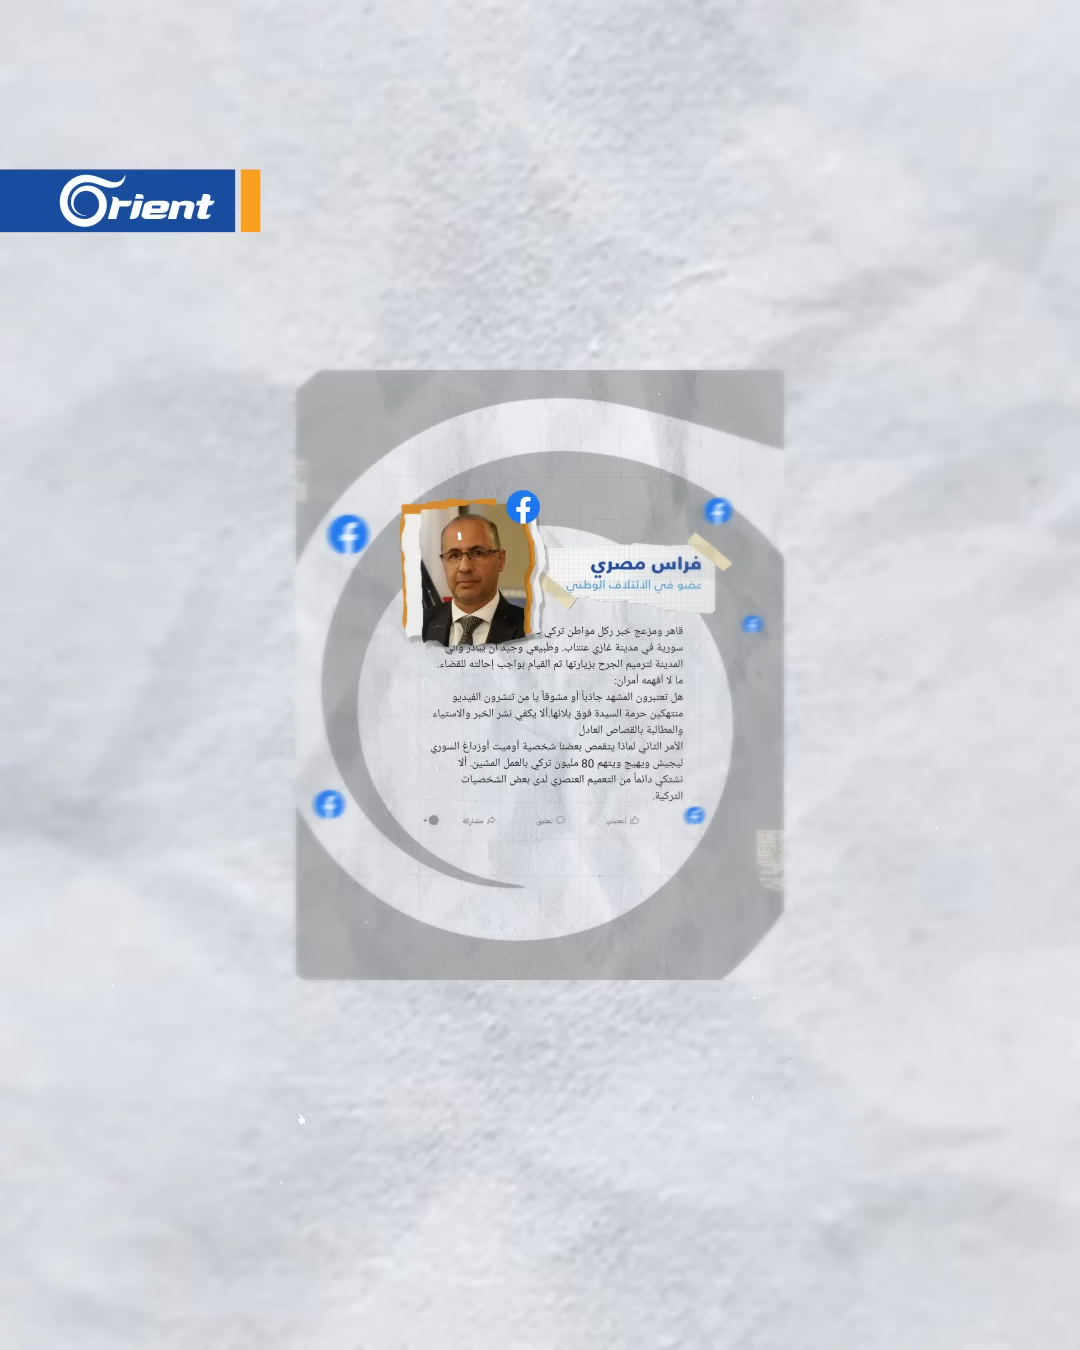 Orient
فراس مصري
عضو في الائتلاف الوطني
قاهر ومزعج خبر ركل مواطن تركي
سورية في مدينة غازي عنتاب. وطبيعي وجيد أن يبادر والي
المدينة لترميم الجرح بزيارتها ثم القيام بواجب إحالته للقضاء.
ما لا أفهمه أمران:
هل تعتبرون المشهد جاذباً أو مشوقاً يا من تنشرون الفيديو
منتهكين حرمة السيدة فوق بلائها.ألا يكفي نشر الخبر والاستياء
والمطالبة بالقصاص العادل
الأمر الثاني لماذا يتقمص بعضنا شخصية أوميت أوزداغ السوري
ليجيش ويهيج ويتهم 80 مليون تركي بالعمل المشين. ألا
نشتكي دائماً من التعميم العنصري لدى بعض الشخصيات
التركية.
أعجبني تعليق مشاركة